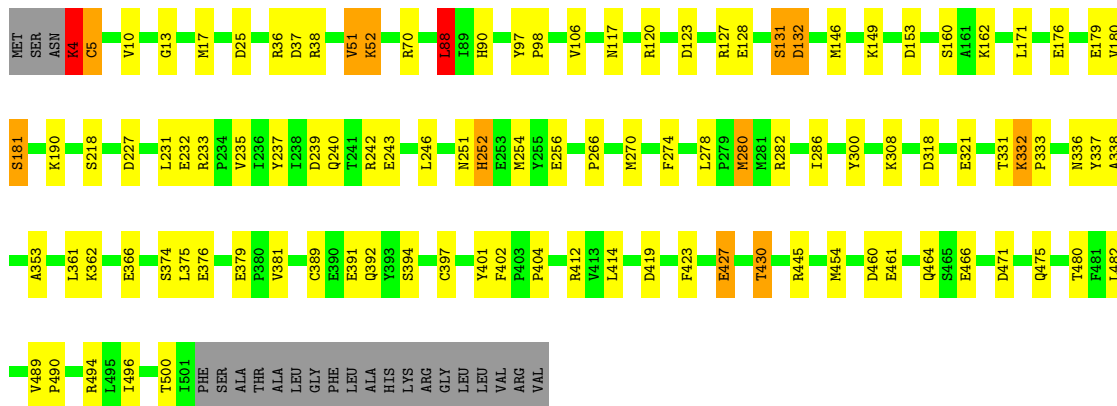 MET SER ASN K4 C5 V10 G13 M17 D25 R36 D37 R38 V51 K52 R70 L88 I89 H90 Y97 P98 V106 N117 R120 D123 R127 E128 S131 D132 M146 K149 D153 S160 A161 K162 L171 E176 E179 V180
S181 K190 S218 D227 L231 E232 R233 P234 V235 I236 Y237 I238 D239 Q240 T241 R242 E243 L246 N251 H252 E253 M254 Y255 E256 P266 M270 F274 L278 P279 M280 M281 R282 I286 Y300 K308 D318 E321 T331 K332 P333 N336 Y337 A338
A353 L361 K362 E366 S374 L375 E376 E379 P380 V381 C389 E390 E391 Q392 Y393 S394 C397 Y401 F402 P403 P404 R412 V413 L414 D419 F423 E427 T430 R445 M454 D460 E461 Q464 S465 E466 D471 Q475 T480 F481 L482
V489 P490 R494 L495 I496 T500 I501 PHE SER ALA THR ALA LEU GLY PHE LEU ALA HIS LYS ARG GLY LEU LEU VAL ARG VAL